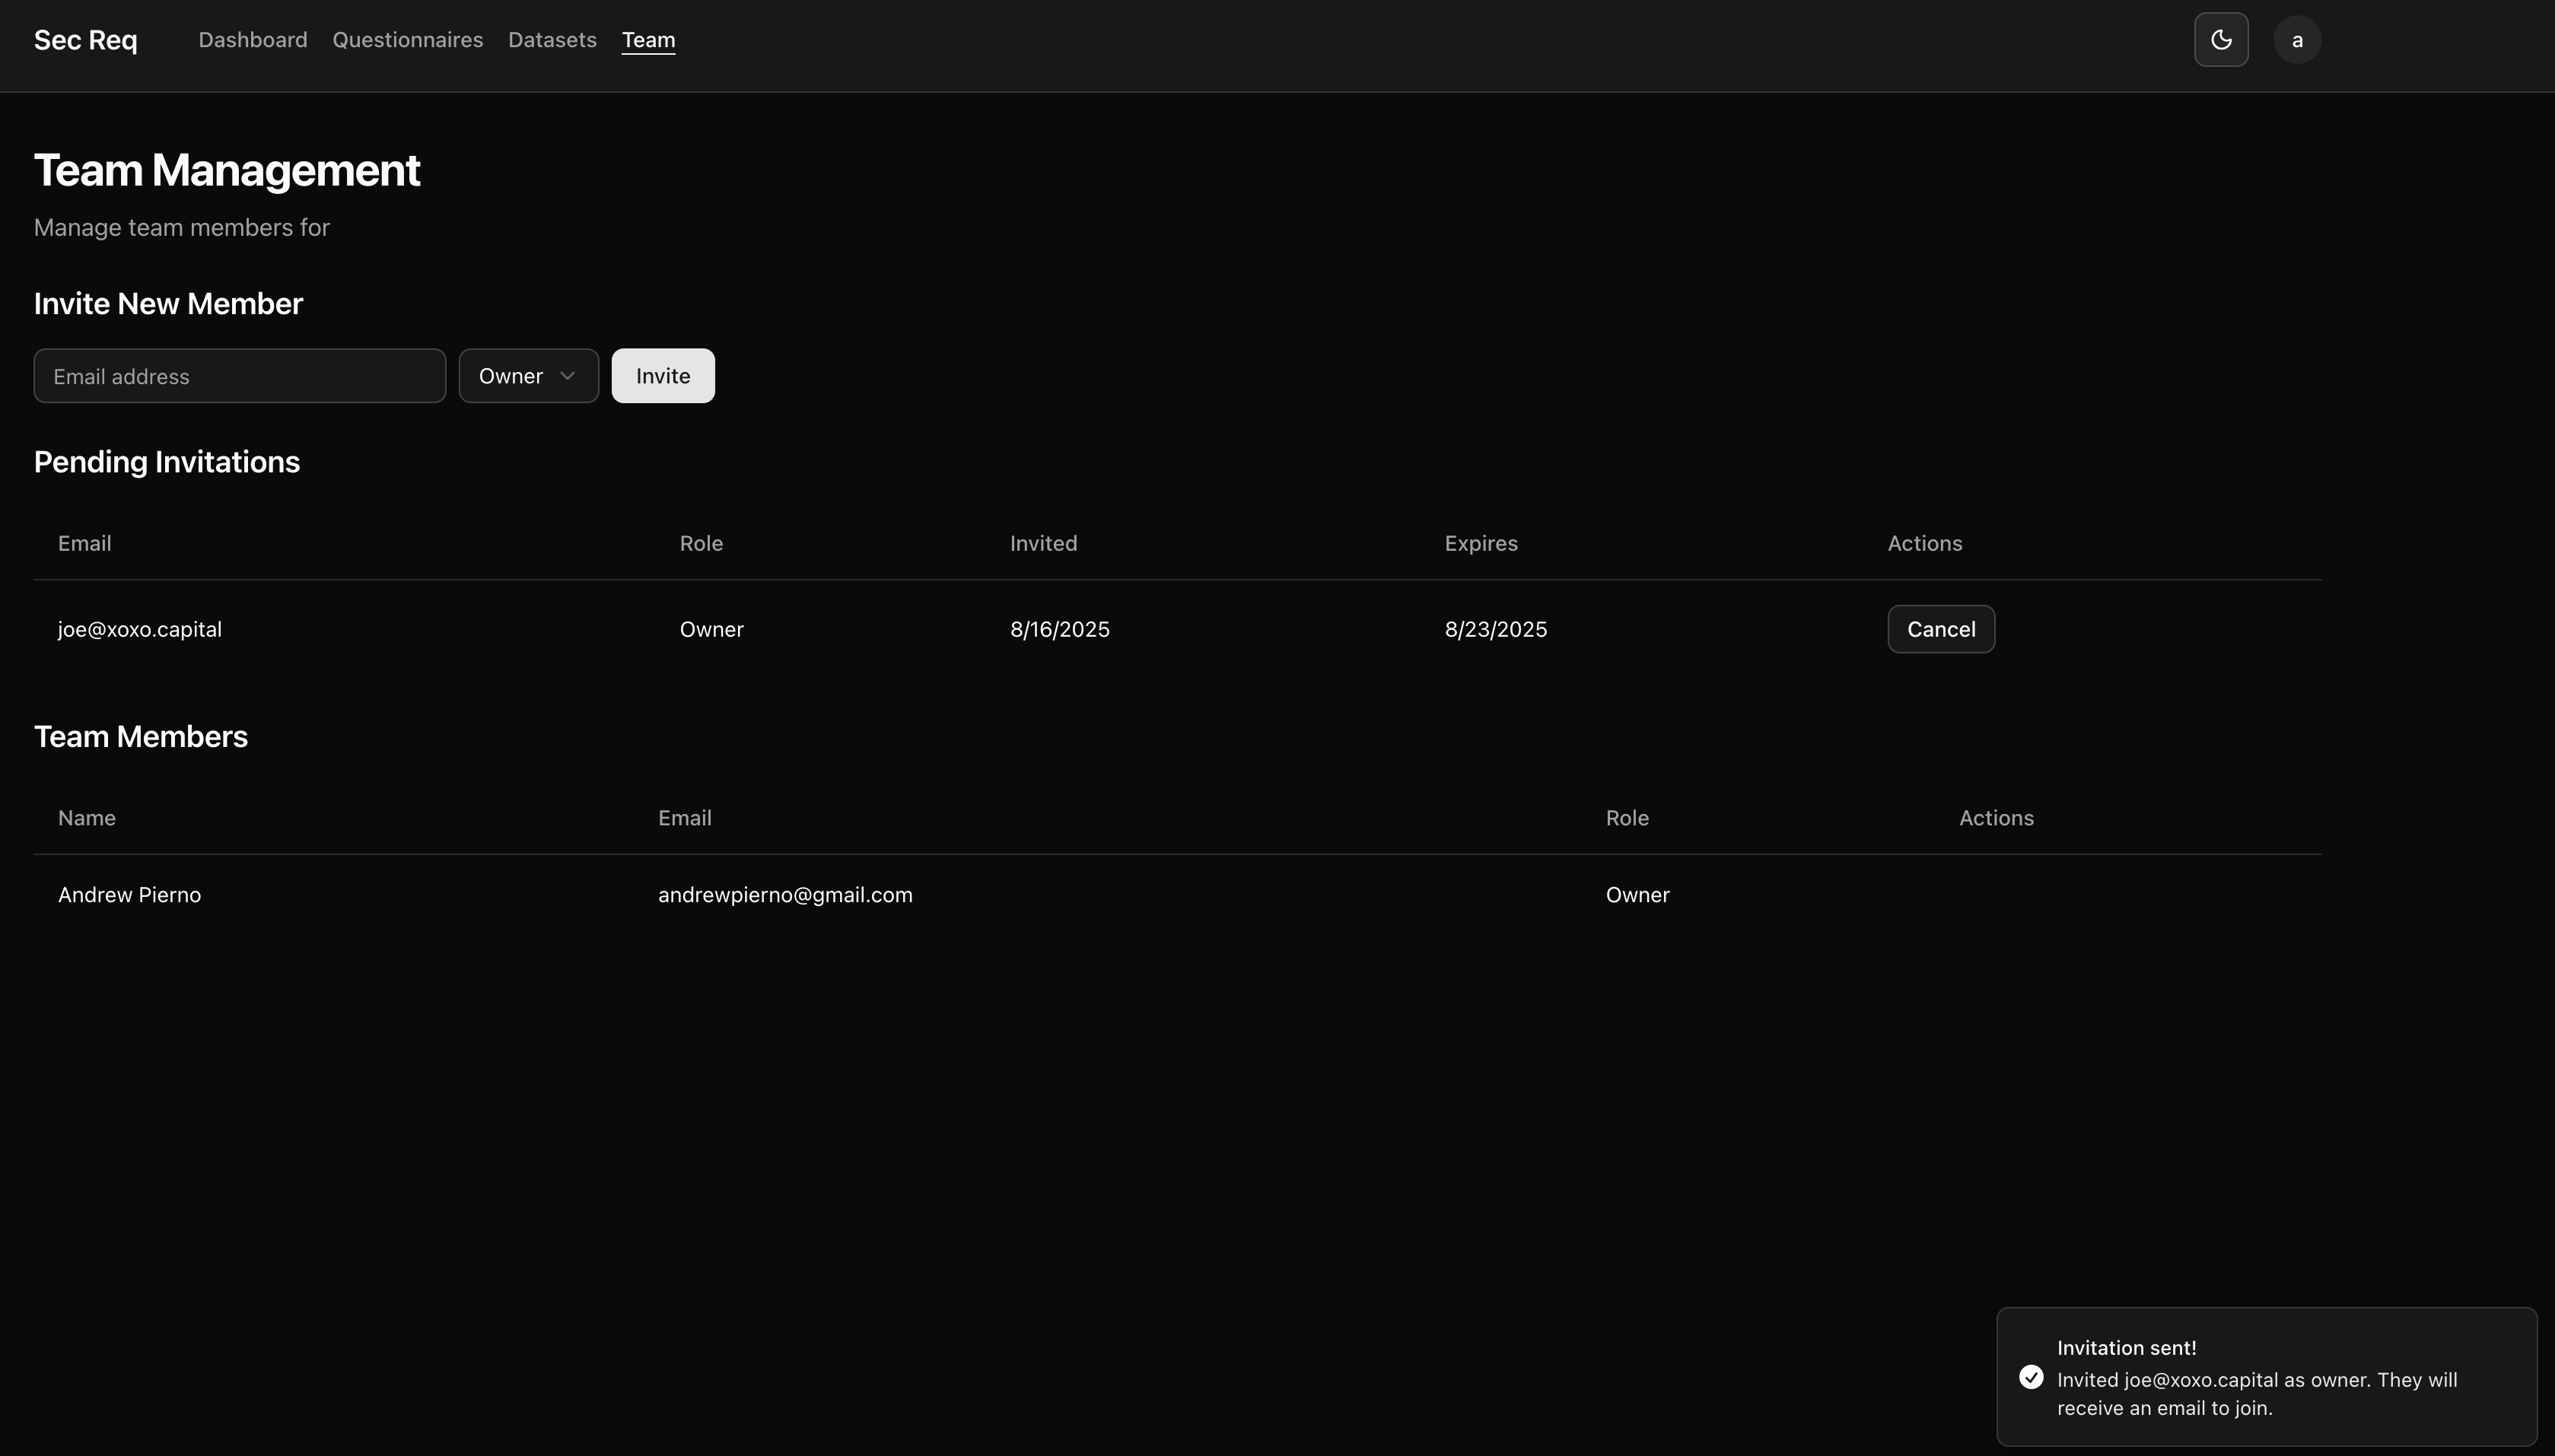 Sec Req Dashboard Questionnaires Datasets Team a
Team Management
Manage team members for
Invite New Member
Email address Owner Invite
Pending Invitations
Email Role Invited Expires Actions
joe@xoxo.capital Owner 8/16/2025 8/23/2025 Cancel
Team Members
Name Email Role Actions
Andrew Pierno andrewpierno@gmail.com Owner
Invitation sent!
Invited joe@xoxo.capital as owner. They will
receive an email to join.